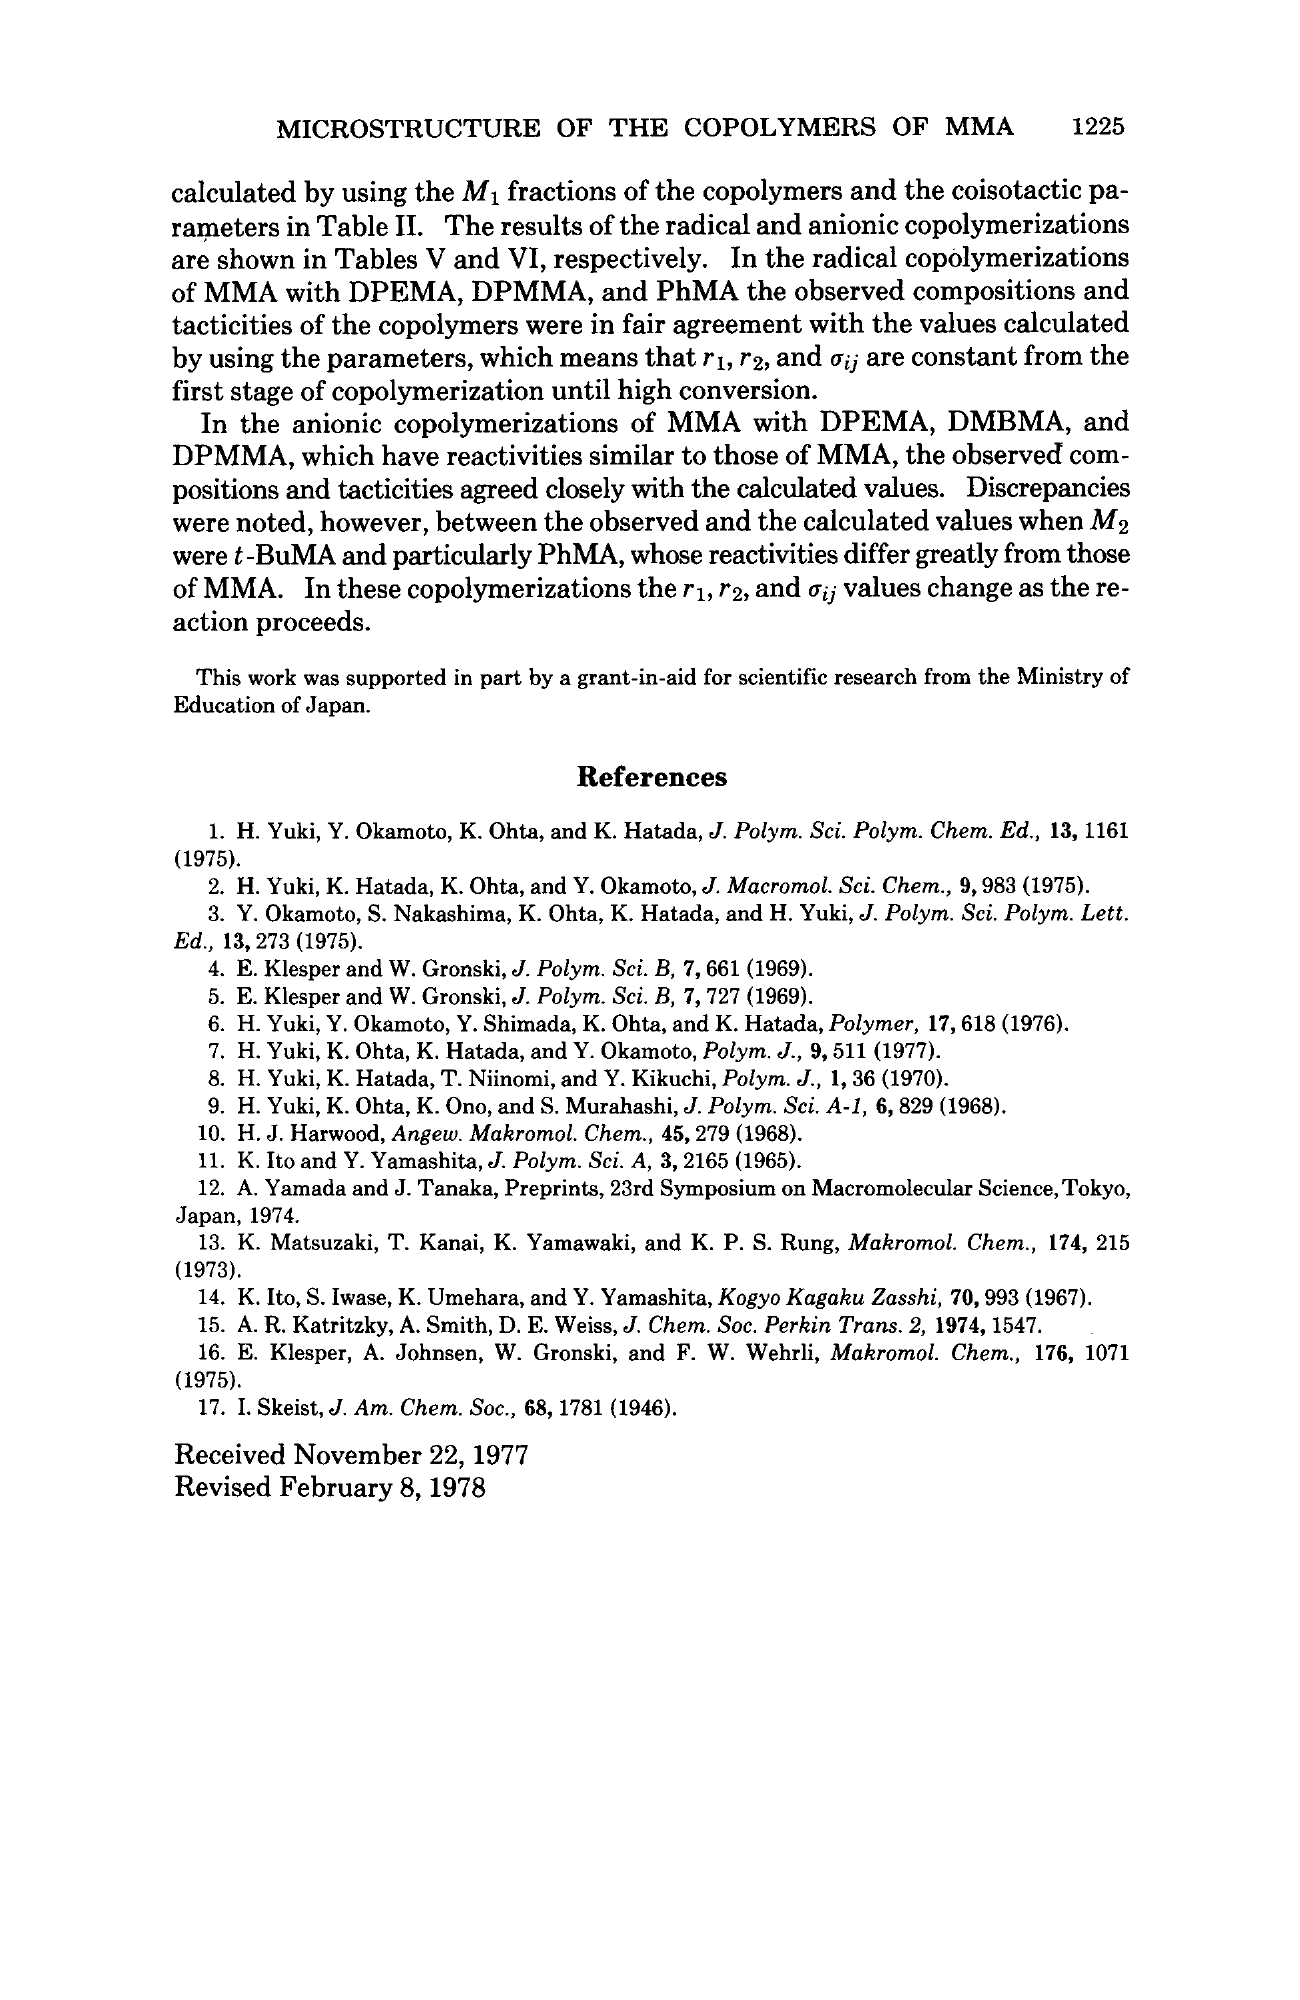 MICROSTRUCTURE OF THE COPOLYMERS OF MMA 1225
calculated by using the M1 fractions of the copolymers and the coisotactic pa-
rameters in Table II. The results of the radical and anionic copolymerizations
are shown in Tables V and VI, respectively. In the radical copolymerizations
of MMA with DPEMA, DPMMA, and PhMA the observed compositions and
tacticities of the copolymers were in fair agreement with the values calculated
by using the parameters, which means that r1, r2, and σij are constant from the
first stage of copolymerization until high conversion.
In the anionic copolymerizations of MMA with DPEMA, DMBMA, and
DPMMA, which have reactivities similar to those of MMA, the observed com-
positions and tacticities agreed closely with the calculated values. Discrepancies
were noted, however, between the observed and the calculated values when M2
were t-BuMA and particularly PhMA, whose reactivities differ greatly from those
of MMA. In these copolymerizations the r1, r2, and σij values change as the re-
action proceeds.
This work was supported in part by a grant-in-aid for scientific research from the Ministry of
Education of Japan.
References
1. H. Yuki, Y. Okamoto, K. Ohta, and K. Hatada, J. Polym. Sci. Polym. Chem. Ed., 13, 1161
(1975).
2. H. Yuki, K. Hatada, K. Ohta, and Y. Okamoto, J. Macromol. Sci. Chem., 9, 983 (1975).
3. Y. Okamoto, S. Nakashima, K. Ohta, K. Hatada, and H. Yuki, J. Polym. Sci. Polym. Lett.
Ed., 13, 273 (1975).
4. E. Klesper and W. Gronski, J. Polym. Sci. B, 7, 661 (1969).
5. E. Klesper and W. Gronski, J. Polym. Sci. B, 7, 727 (1969).
6. H. Yuki, Y. Okamoto, Y. Shimada, K. Ohta, and K. Hatada, Polymer, 17, 618 (1976).
7. H. Yuki, K. Ohta, K. Hatada, and Y. Okamoto, Polym. J., 9, 511 (1977).
8. H. Yuki, K. Hatada, T. Niinomi, and Y. Kikuchi, Polym. J., 1, 36 (1970).
9. H. Yuki, K. Ohta, K. Ono, and S. Murahashi, J. Polym. Sci. A-1, 6, 829 (1968).
10. H. J. Harwood, Angew. Makromol. Chem., 45, 279 (1968).
11. K. Ito and Y. Yamashita, J. Polym. Sci. A, 3, 2165 (1965).
12. A. Yamada and J. Tanaka, Preprints, 23rd Symposium on Macromolecular Science, Tokyo,
Japan, 1974.
13. K. Matsuzaki, T. Kanai, K. Yamawaki, and K. P. S. Rung, Makromol. Chem., 174, 215
(1973).
14. K. Ito, S. Iwase, K. Umehara, and Y. Yamashita, Kogyo Kagaku Zasshi, 70, 993 (1967).
15. A. R. Katritzky, A. Smith, D. E. Weiss, J. Chem. Soc. Perkin Trans. 2, 1974, 1547.
16. E. Klesper, A. Johnsen, W. Gronski, and F. W. Wehrli, Makromol. Chem., 176, 1071
(1975).
17. I. Skeist, J. Am. Chem. Soc., 68, 1781 (1946).
Received November 22, 1977
Revised February 8, 1978